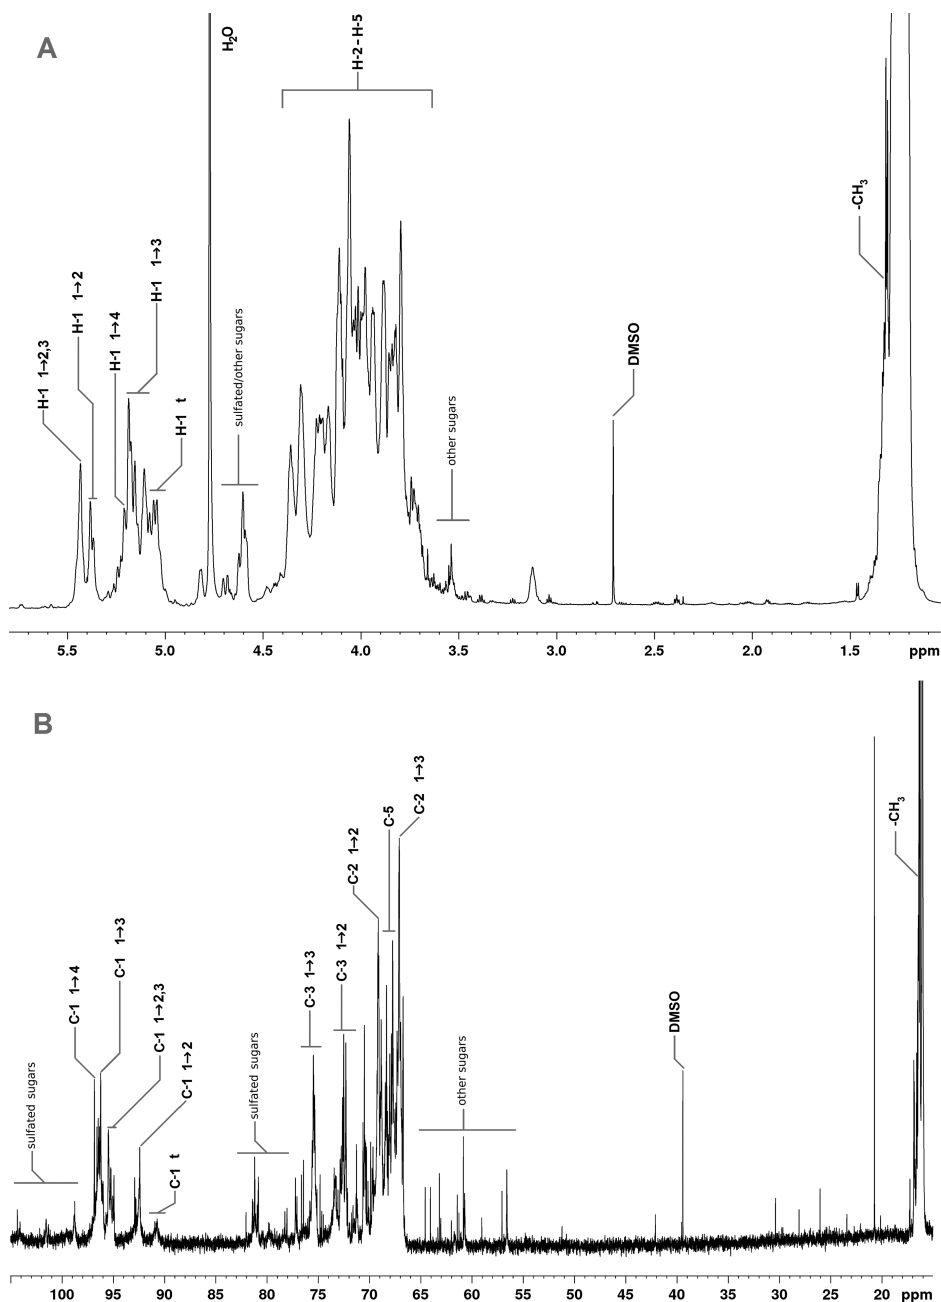 A
H₂O
H-2 - H-5
-CH₃
H-1 1→3
H-1 1→2
H-1 1→4
H-1 1→2,3
H-1 t
sulfated/other sugars
DMSO
other sugars
5.5 5.0 4.5 4.0 3.5 3.0 2.5 2.0 1.5 ppm
B
C-2 1→3
C-5
-CH₃
C-2 1→2
C-1 1→3
C-3 1→2
C-1 1→4
C-3 1→3
C-1 1→2,3
DMSO
C-1 1→2
sulfated sugars
sulfated sugars
other sugars
C-1 t
100 95 90 85 80 75 70 65 60 55 50 45 40 35 30 25 20 ppm